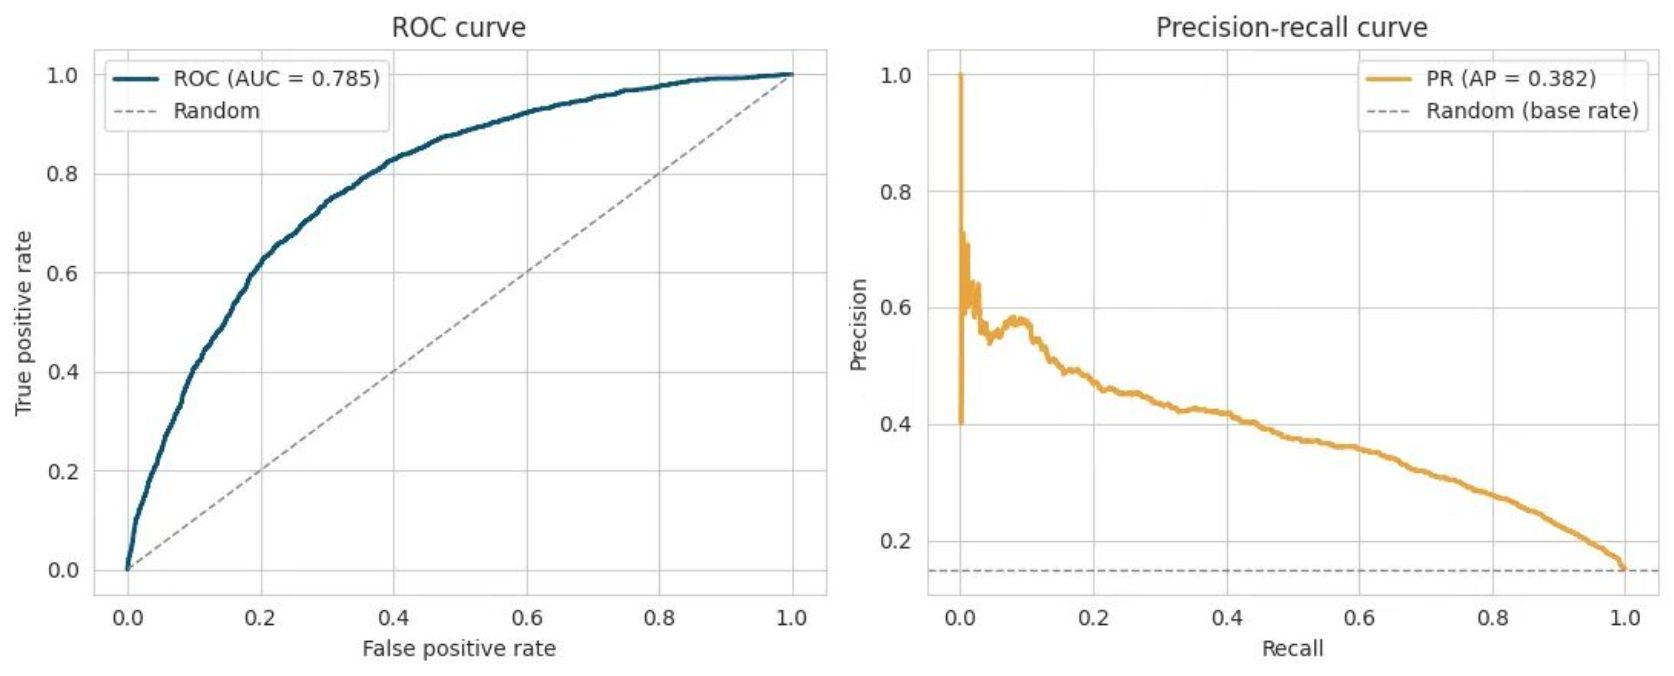 ROC curve
ROC (AUC = 0.785)
Random
True positive rate
1.0
0.8
0.6
0.4
0.2
0.0
0.0 0.2 0.4 0.6 0.8 1.0
False positive rate
Precision-recall curve
PR (AP = 0.382)
Random (base rate)
Precision
1.0
0.8
0.6
0.4
0.2
0.0 0.2 0.4 0.6 0.8 1.0
Recall